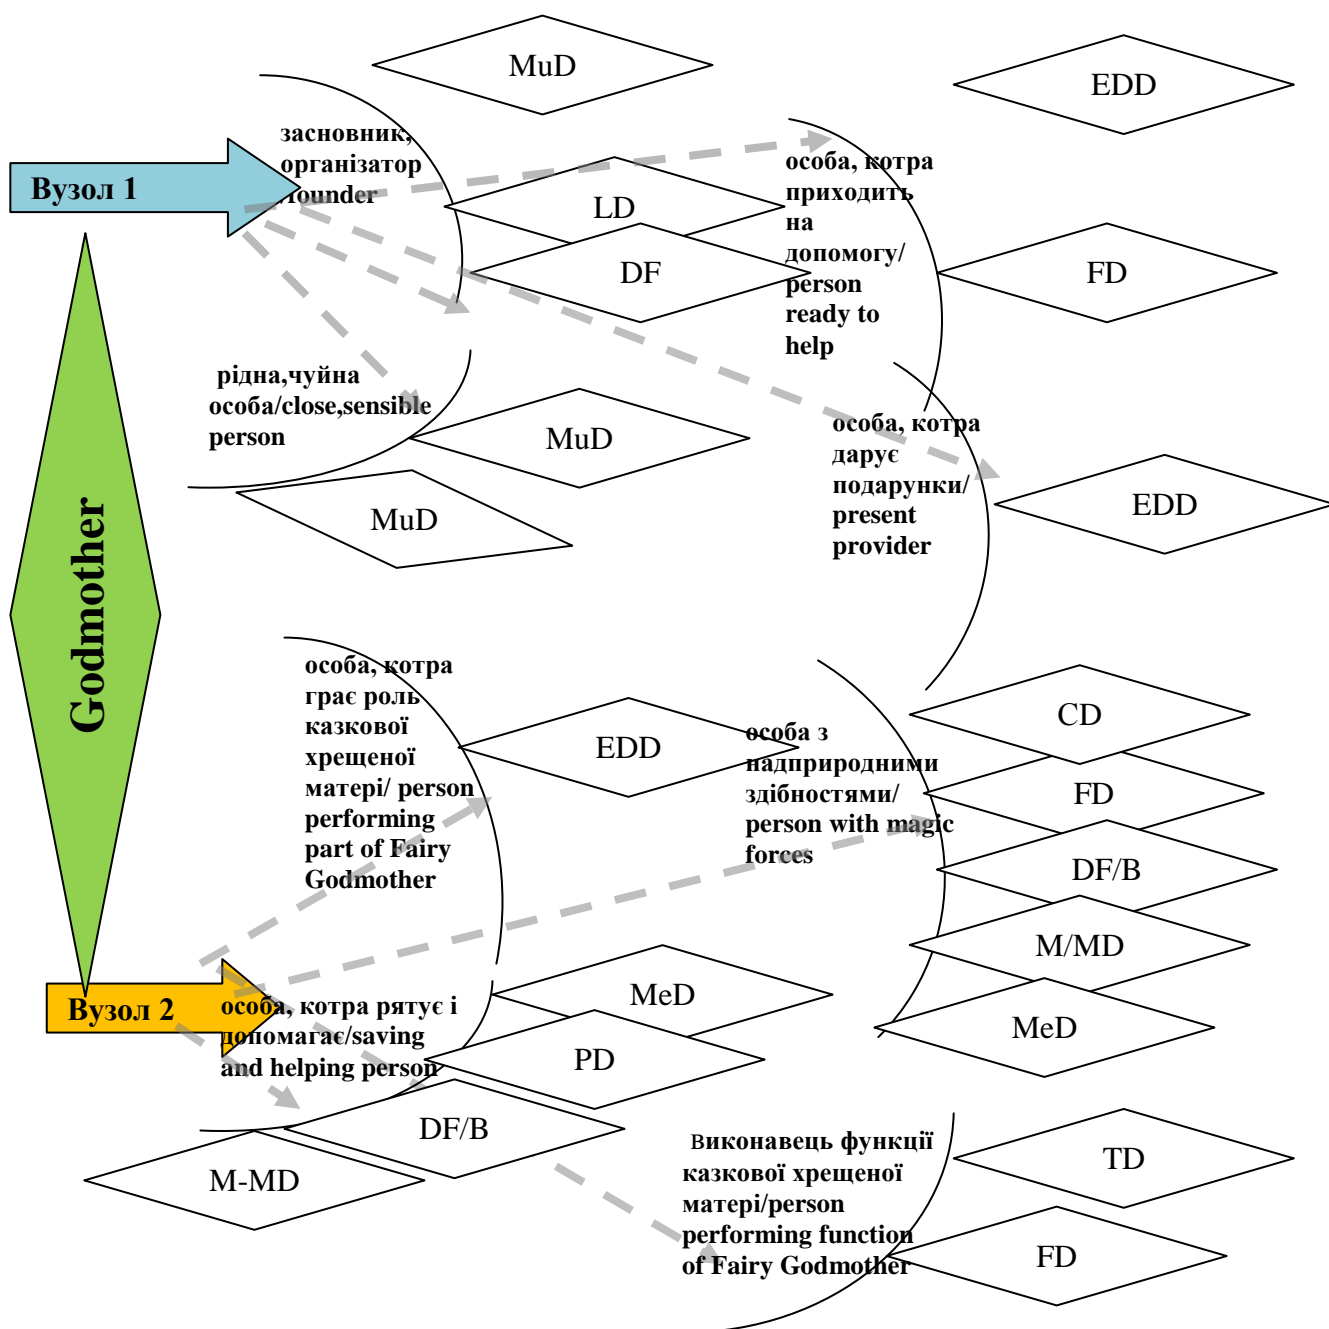 MuD
EDD
засновник,
організатор
/founder
Вузол 1
LD
DF
особа, котра
приходить
на
допомогу/
person
ready to
help
FD
рідна,чуйна
особа/close,sensible
person
MuD
MuD
особа, котра
дарує
подарунки/
present
provider
EDD
Godmother
особа, котра
грає роль
казкової
хрещеної
матері/ person
performing
part of Fairy
Godmother
EDD
особа з
надприродними
здібностями/
person with magic
forces
CD
FD
DF/B
M/MD
MeD
Вузол 2
особа, котра рятує і
допомагає/saving
and helping person
MeD
PD
DF/B
M-MD
виконавець функції
казкової хрещеної
матері/person
performing function
of Fairy Godmother
TD
FD